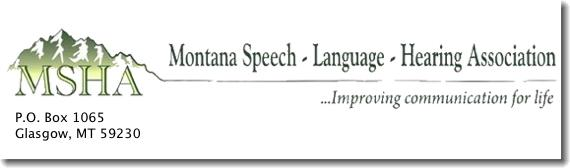 MSHA
Montana Speech - Language - Hearing Association
...Improving communication for life
P.O. Box 1065
Glasgow, MT 59230